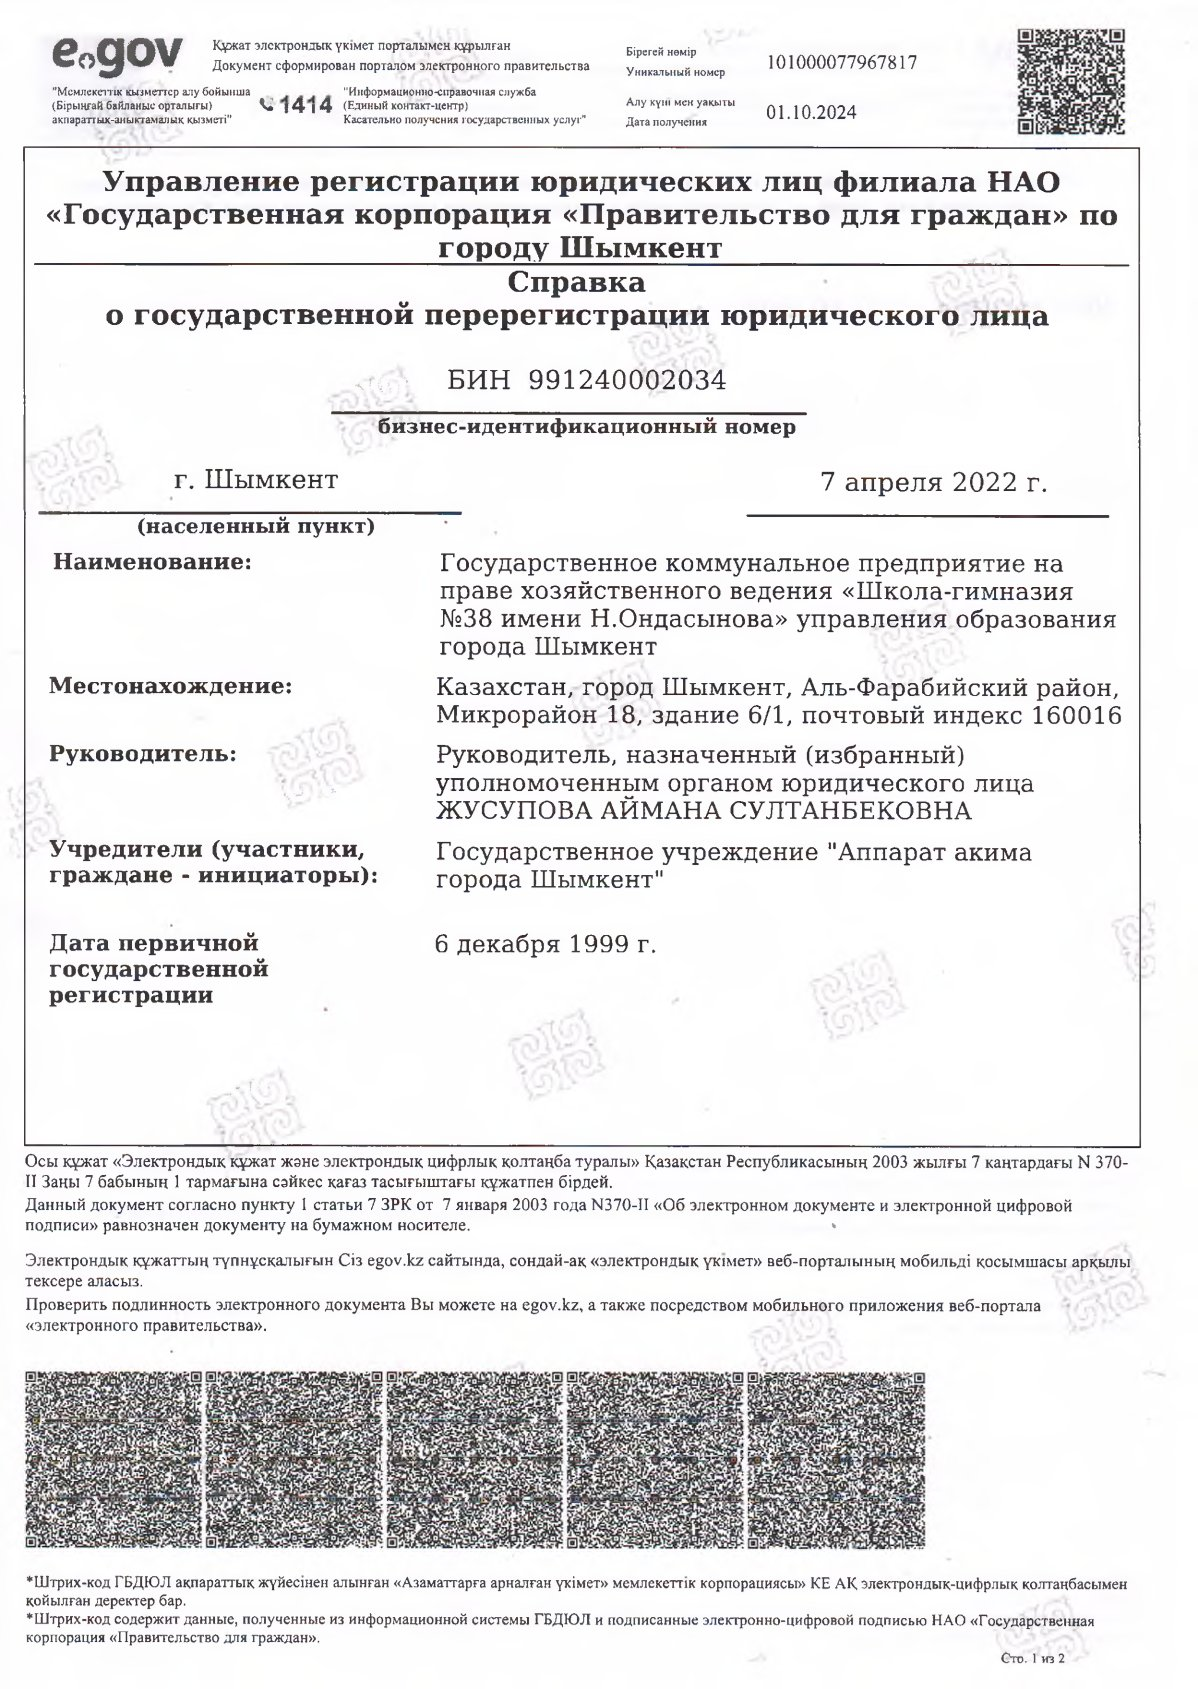 e.gov
Құжат электрондық үкімет порталымен құрылған
Документ сформирован порталом электронного правительства
"Мемлекеттік қызметтер алу бойынша
(Бірыңғай байланыс орталығы)
ақпараттық-анықтамалық қызметі"
1414
"Информационно-справочная служба
(Единый контакт-центр)
Касательно получения государственных услуг"
Бірегей нөмір
Уникальный номер
101000077967817
Алу күні мен уақыты
Дата получения
01.10.2024
Управление регистрации юридических лиц филиала НАО
«Государственная корпорация «Правительство для граждан» по
городу Шымкент
Справка
о государственной перерегистрации юридического лица
БИН 991240002034
бизнес-идентификационный номер
г. Шымкент
7 апреля 2022 г.
(населенный пункт)
Наименование:
Государственное коммунальное предприятие на
праве хозяйственного ведения «Школа-гимназия
№38 имени Н.Ондасынова» управления образования
города Шымкент
Местонахождение:
Казахстан, город Шымкент, Аль-Фарабийский район,
Микрорайон 18, здание 6/1, почтовый индекс 160016
Руководитель:
Руководитель, назначенный (избранный)
уполномоченным органом юридического лица
ЖУСУПОВА АЙМАНА СУЛТАНБЕКОВНА
Учредители (участники,
граждане - инициаторы):
Государственное учреждение "Аппарат акима
города Шымкент"
Дата первичной
государственной
регистрации
6 декабря 1999 г.
Осы құжат «Электрондық құжат және электрондық цифрлық қолтаңба туралы» Қазақстан Республикасының 2003 жылғы 7 қаңтардағы N 370-
II Заңы 7 бабының 1 тармағына сәйкес қағаз тасығыштағы құжатпен бірдей.
Данный документ согласно пункту 1 статьи 7 ЗРК от 7 января 2003 года N370-II «Об электронном документе и электронной цифровой
подписи» равнозначен документу на бумажном носителе.
Электрондық құжаттың түпнұсқалығын Сіз egov.kz сайтында, сондай-ақ «электрондық үкімет» веб-порталының мобильді қосымшасы арқылы
тексере аласыз.
Проверить подлинность электронного документа Вы можете на egov.kz, а также посредством мобильного приложения веб-портала
«электронного правительства».
*Штрих-код ГБДЮЛ ақпараттық жүйесінен алынған «Азаматтарға арналған үкімет» мемлекеттік корпорациясы» КЕ АҚ электрондық-цифрлық қолтаңбасымен
қойылған деректер бар.
*Штрих-код содержит данные, полученные из информационной системы ГБДЮЛ и подписанные электронно-цифровой подписью НАО «Государственная
корпорация «Правительство для граждан».
Стр. 1 из 2